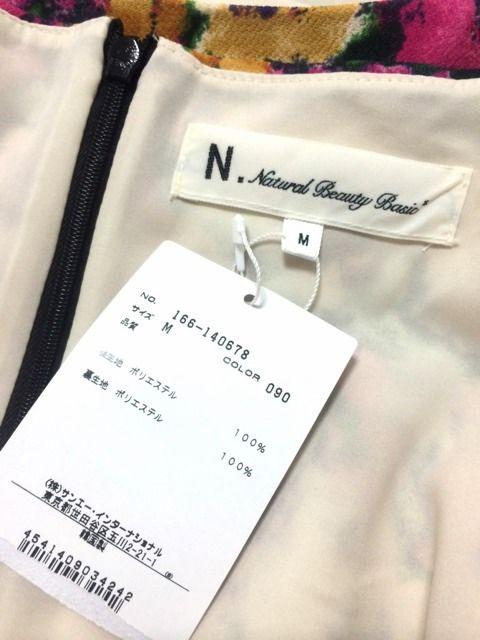 N. Natural Beauty Basic
M
NO. 166-140678
サイズ M
品質 COLOR 090
表生地 ポリエステル 100%
裏生地 ポリエステル 100%
(株)サンエー・インターナショナル
東京都世田谷区玉川2-21-1
韓国製
4541409034242